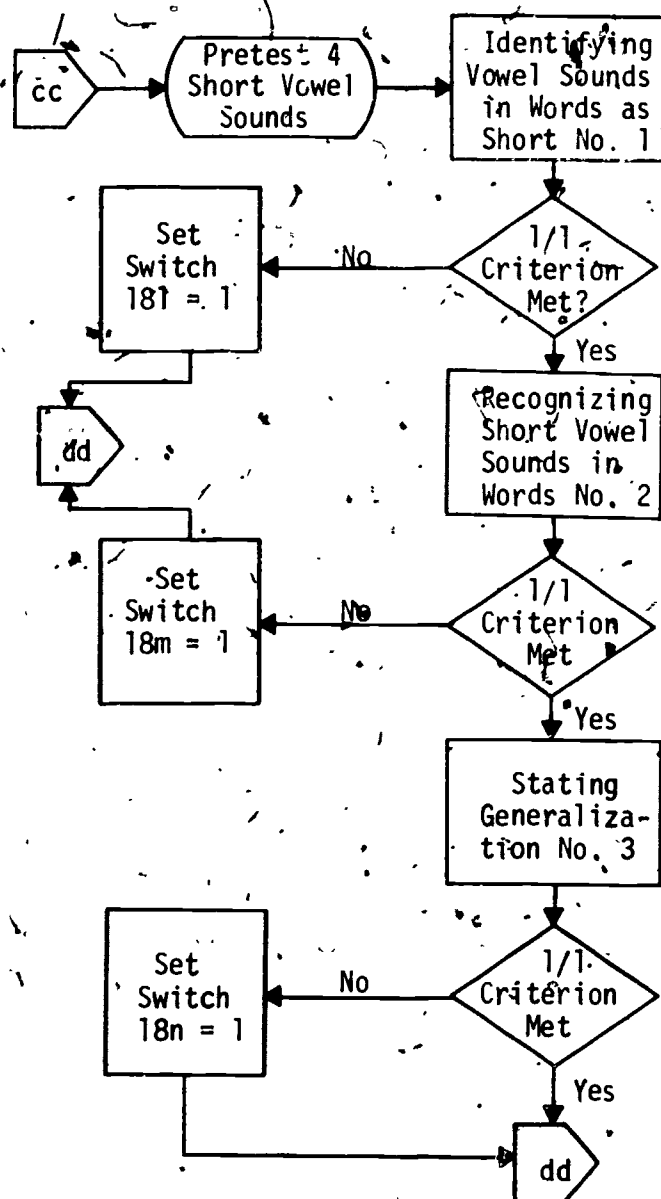 cc
Pretest 4
Short Vowel
Sounds
Identifying
Vowel Sounds
in Words as
Short No. 1
1/1
Criterion
Met?
No
Set
Switch
18l = 1
Yes
dd
Recognizing
Short Vowel
Sounds in
Words No. 2
1/1
Criterion
Met
No
Set
Switch
18m = 1
Yes
Stating
Generaliza-
tion No. 3
1/1
Criterion
Met
No
Set
Switch
18n = 1
Yes
dd